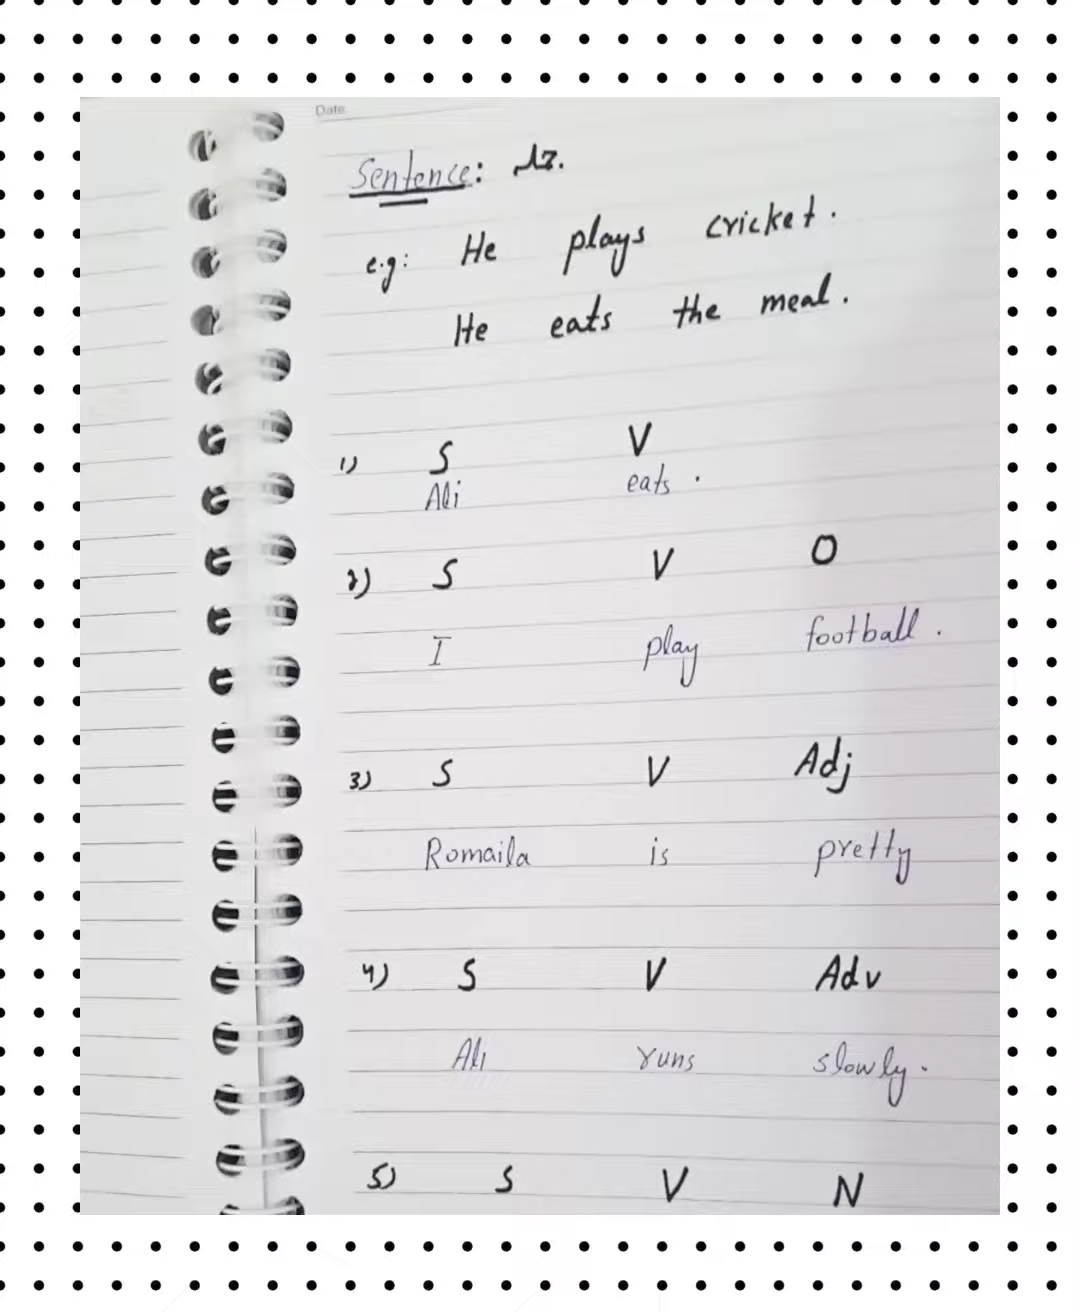 Date
Sentence:
e.g: He plays cricket.
He eats the meal.
1) S V
Ali eats.
2) S V O
I play football.
3) S V Adj
Romaila is pretty
4) S V Adv
Ali runs slowly.
5) S V N